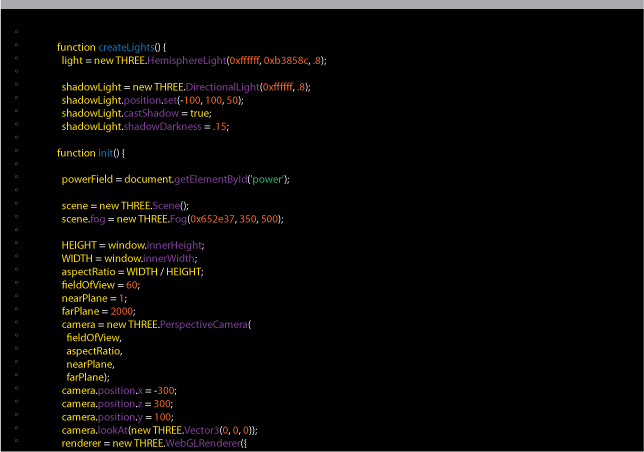 function createLights() {
light = new THREE.HemisphereLight(0xffffff, 0xb3858c, .8);
shadowLight = new THREE.DirectionalLight(0xffffff, .8);
shadowLight.position.set(-100, 100, 50);
shadowLight.castShadow = true;
shadowLight.shadowDarkness = .15;
function init() {
powerField = document.getElementById('power');
scene = new THREE.Scene();
scene.fog = new THREE.Fog(0x652e37, 350, 500);
HEIGHT = window.innerHeight;
WIDTH = window.innerWidth;
aspectRatio = WIDTH / HEIGHT;
fieldOfView = 60;
nearPlane = 1;
farPlane = 2000;
camera = new THREE.PerspectiveCamera(
fieldOfView,
aspectRatio,
nearPlane,
farPlane);
camera.position.x = -300;
camera.position.z = 300;
camera.position.y = 100;
camera.lookAt(new THREE.Vector3(0, 0, 0));
renderer = new THREE.WebGLRenderer({